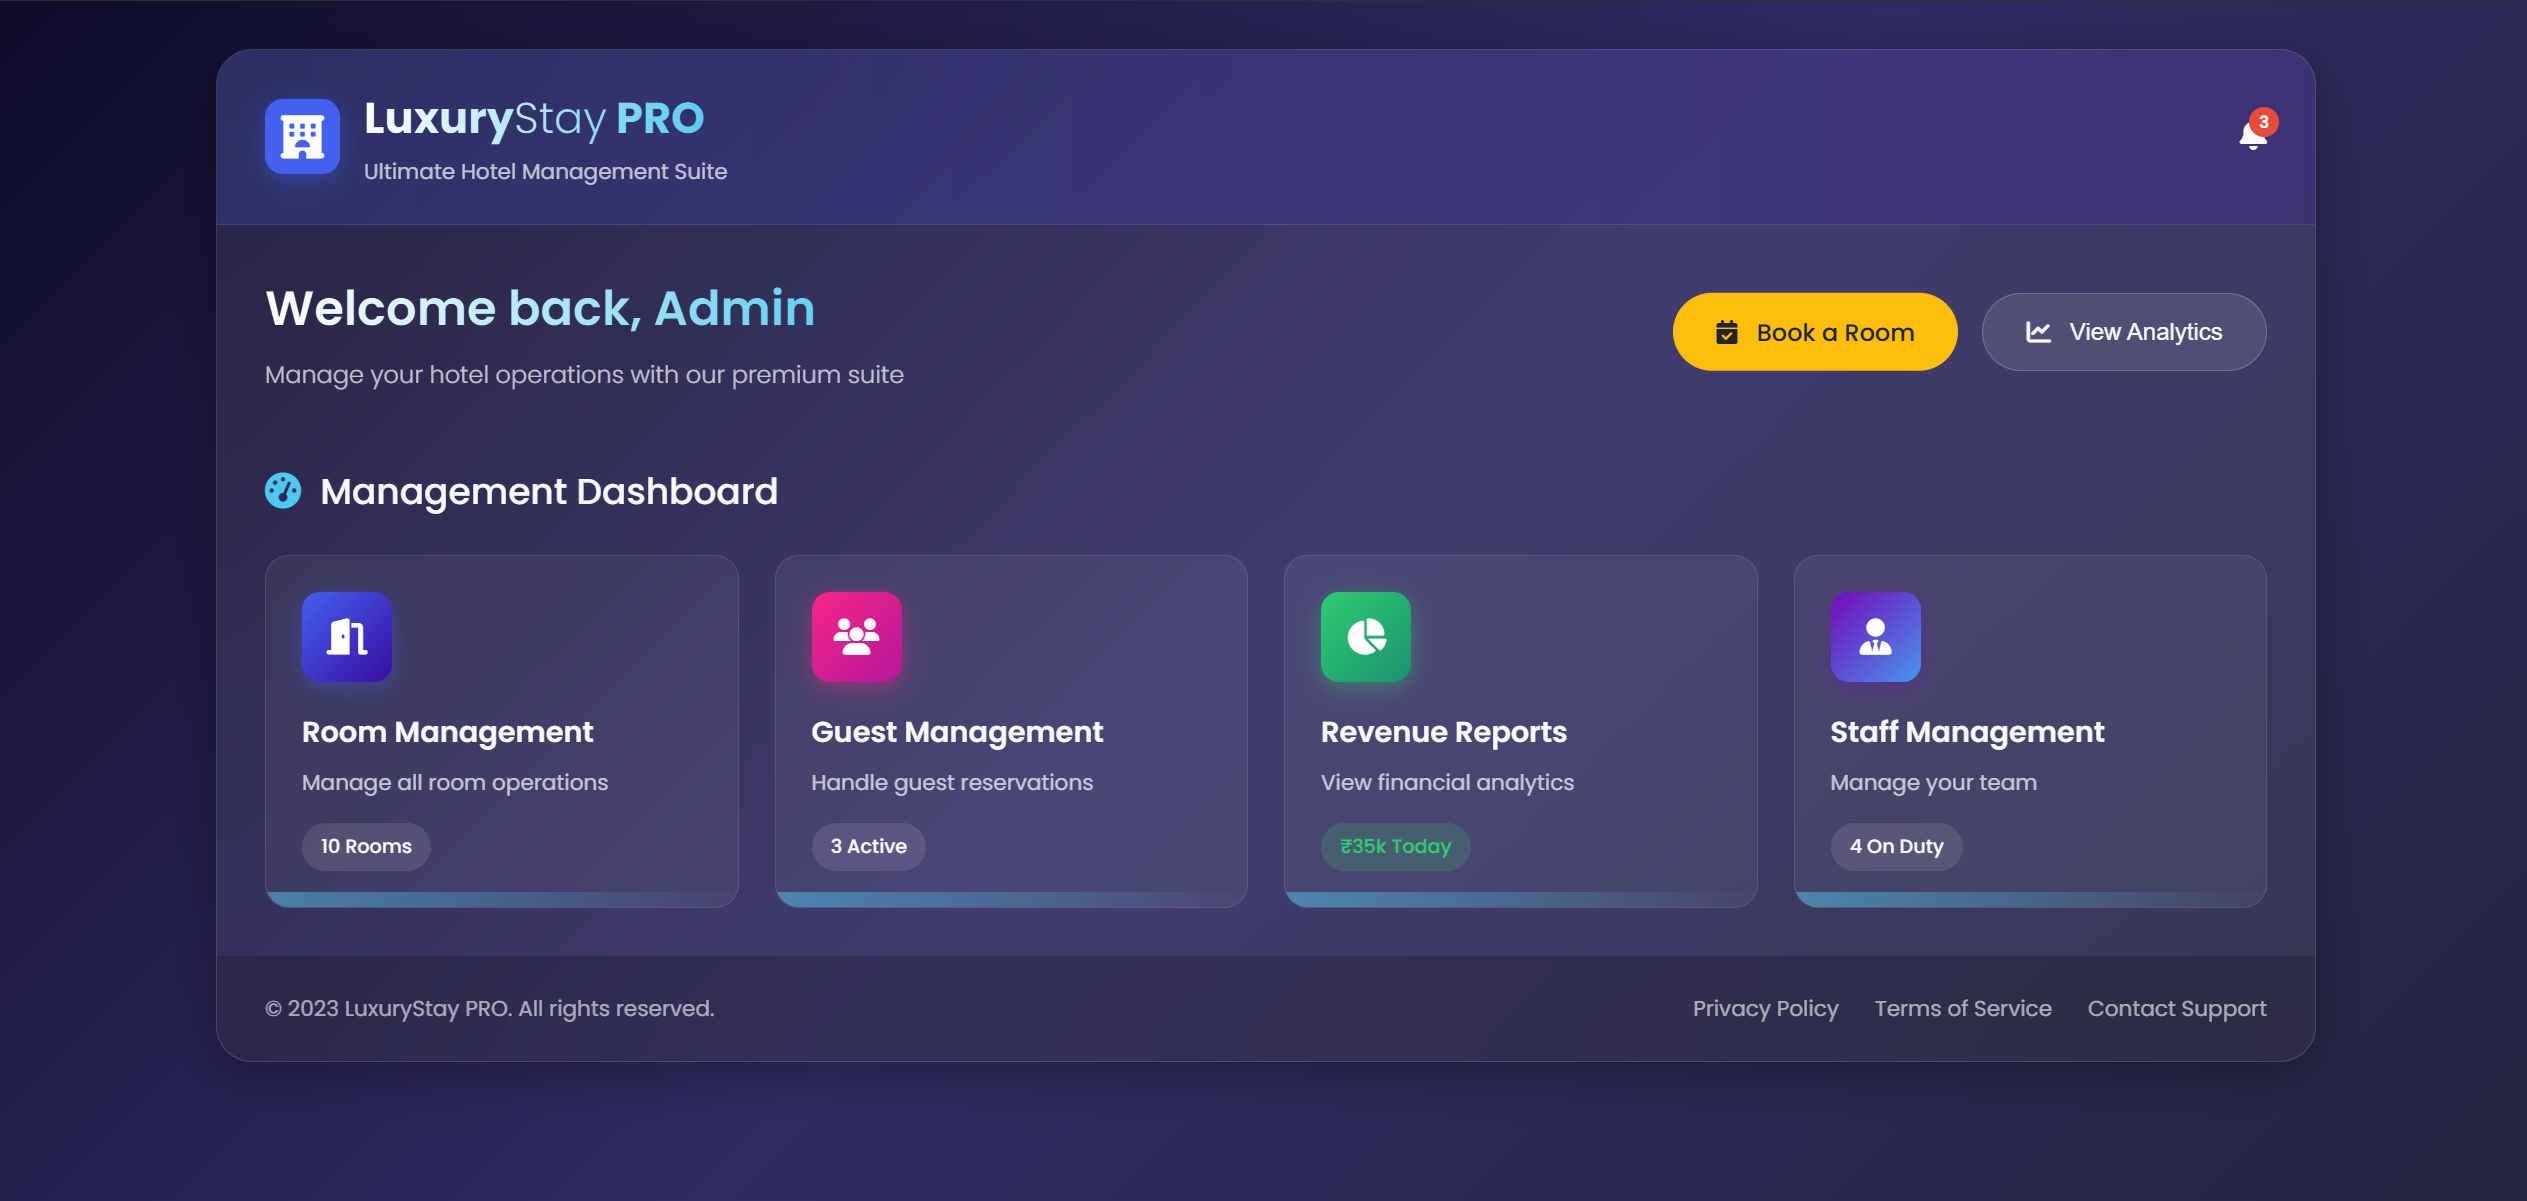 LuxuryStay PRO
Ultimate Hotel Management Suite
3
Welcome back, Admin
Manage your hotel operations with our premium suite
Book a Room
View Analytics
Management Dashboard
Room Management
Manage all room operations
10 Rooms
Guest Management
Handle guest reservations
3 Active
Revenue Reports
View financial analytics
₹35k Today
Staff Management
Manage your team
4 On Duty
© 2023 LuxuryStay PRO. All rights reserved.
Privacy Policy
Terms of Service
Contact Support